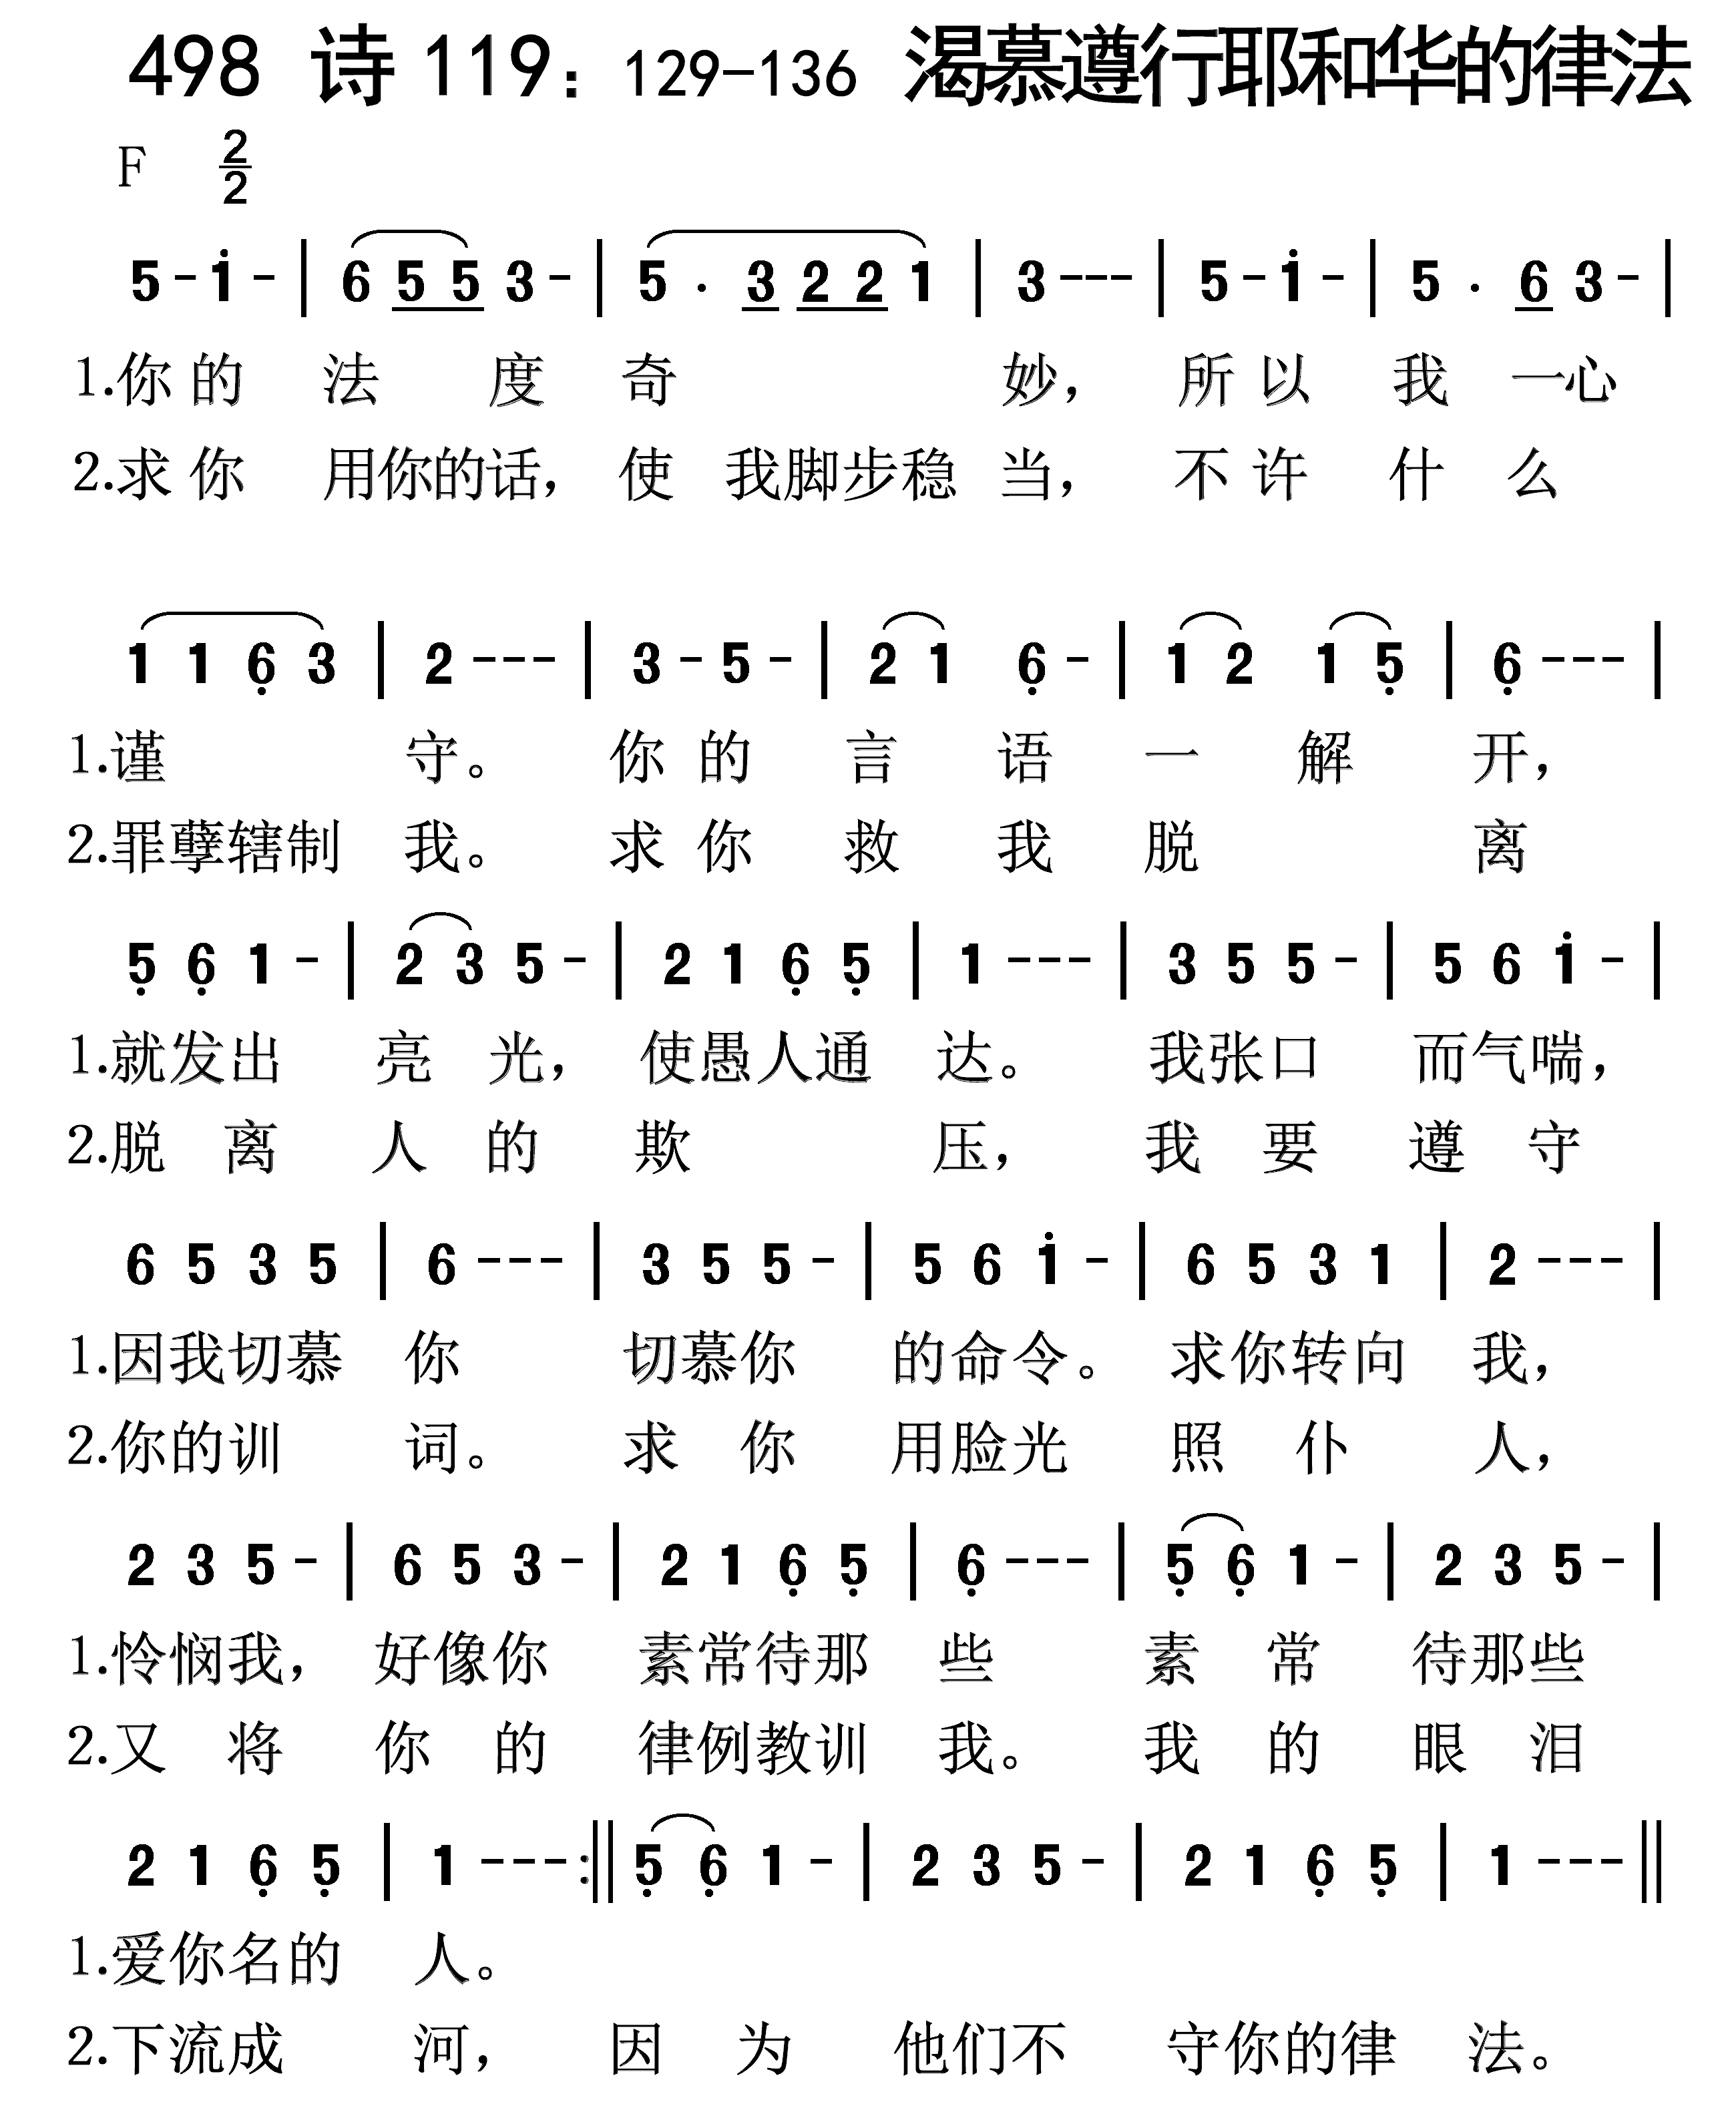 498 诗119：129-136 渴慕遵行耶和华的律法
F 2/2
5 - i - | 6 5 5 3 - | 5 . 3 2 2 1 | 3 - - - | 5 - i - | 5 . 6 3 - |
1.你的 法 度 奇 妙， 所以 我 一心
2.求你 用你的话， 使 我脚步稳 当， 不许 什 么
1 1 6̣ 3 | 2 - - - | 3 - 5 - | 2 1 6̣ - | 1 2 1 5̣ | 6̣ - - - |
1.谨 守。 你的 言 语 一 解 开，
2.罪孽辖制 我。 求你 救 我 脱 离
5̣ 6̣ 1 - | 2 3 5 - | 2 1 6̣ 5̣ | 1 - - - | 3 5 5 - | 5 6 i - |
1.就发出 亮 光， 使愚人通 达。 我张口 而气喘，
2.脱 离 人 的 欺 压， 我 要 遵 守
6 5 3 5 | 6 - - - | 3 5 5 - | 5 6 i - | 6 5 3 1 | 2 - - - |
1.因我切慕 你 切慕你 的命令。 求你转向 我，
2.你的训 词。 求 你 用脸光 照 仆 人，
2 3 5 - | 6 5 3 - | 2 1 6̣ 5̣ | 6̣ - - - | 5̣ 6̣ 1 - | 2 3 5 - |
1.怜悯我， 好像你 素常待那 些 素 常 待那些
2.又 将 你 的 律例教训 我。 我 的 眼 泪
2 1 6̣ 5̣ | 1 - - - :‖ 5̣ 6̣ 1 - | 2 3 5 - | 2 1 6̣ 5̣ | 1 - - - ‖
1.爱你名的 人。
2.下流成 河， 因 为 他们不 守你的律 法。